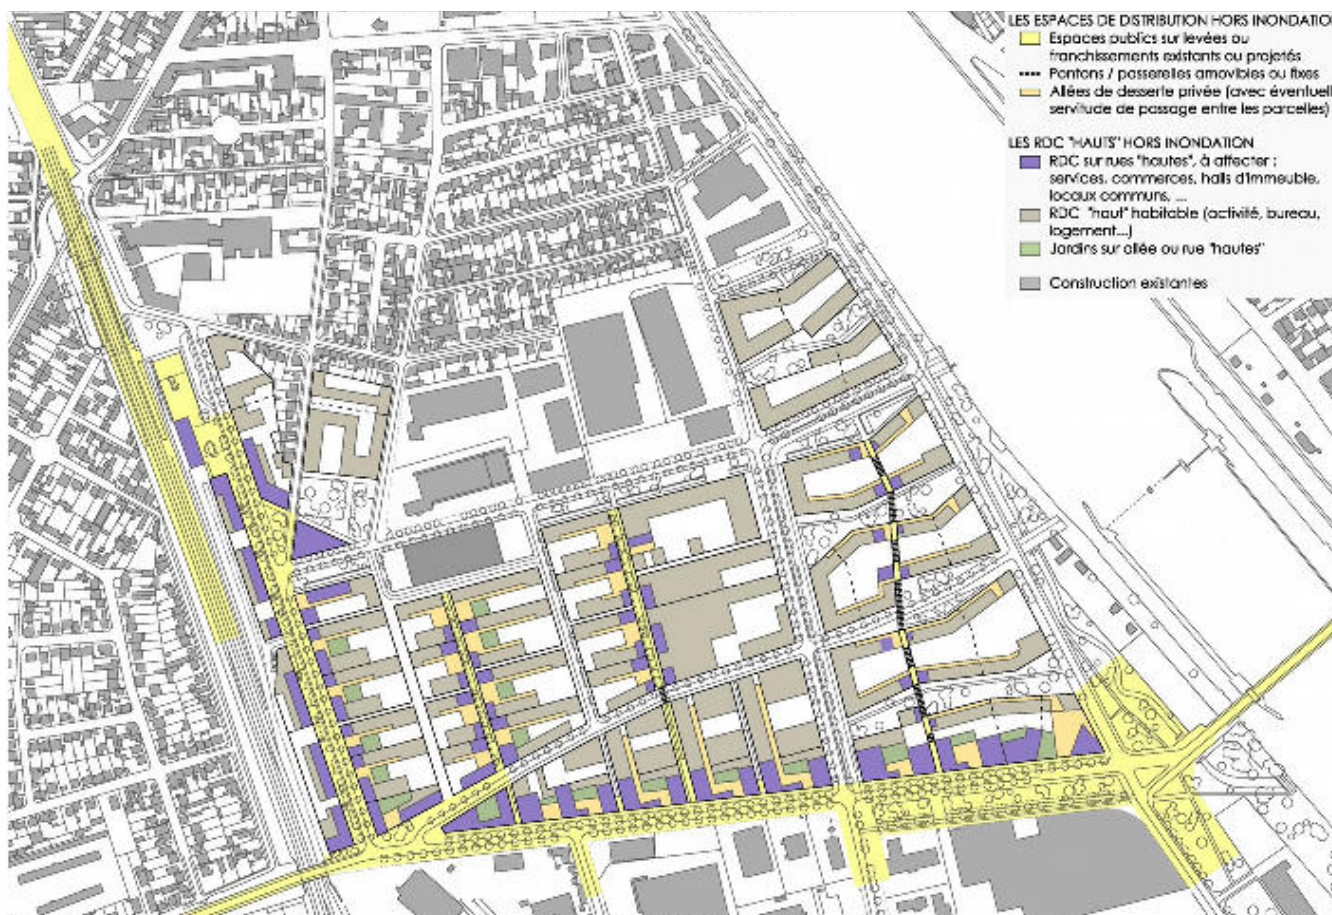 LES ESPACES DE DISTRIBUTION HORS INONDATIO
Espaces publics sur levées ou
franchissements existants ou projetés
Pontons / passerelles amovibles ou fixes
Allées de desserte privée (avec éventuell
servitude de passage entre les parcelles)
LES RDC "HAUTS" HORS INONDATION
RDC sur rues "hautes", à affecter :
services, commerces, halls d'immeuble,
locaux communs, ...
RDC "haut" habitable (activité, bureau,
logement...)
Jardins sur allée ou rue "hautes"
Construction existantes